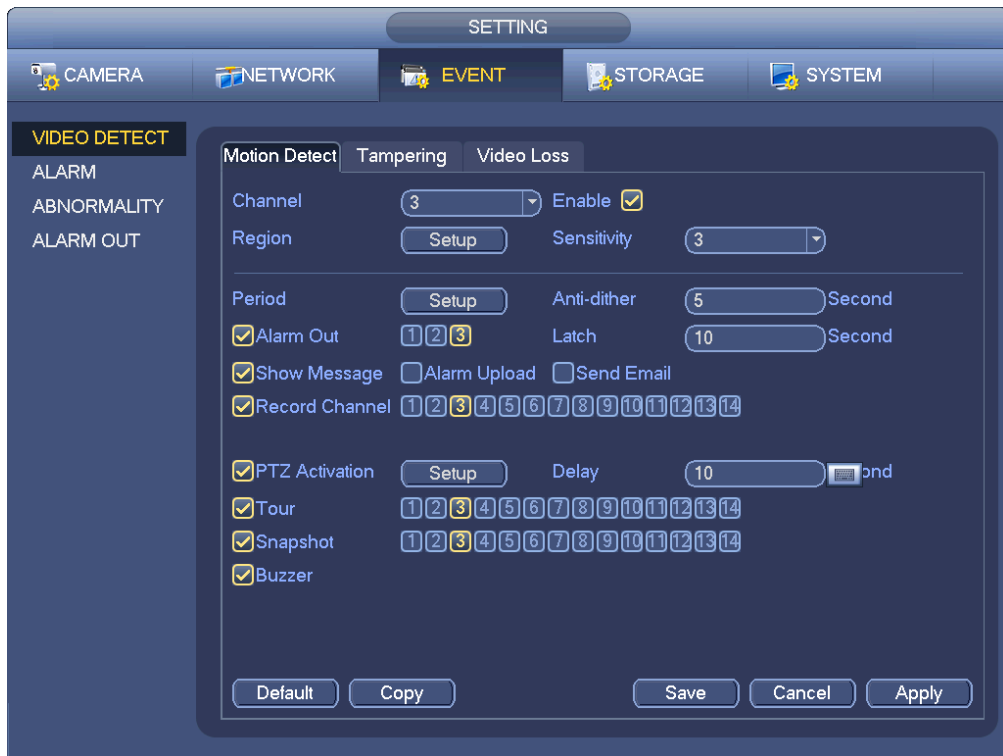 SETTING
CAMERA NETWORK EVENT STORAGE SYSTEM
VIDEO DETECT
ALARM
ABNORMALITY
ALARM OUT
Motion Detect Tampering Video Loss
Channel 3 Enable
Region Setup Sensitivity 3
Period Setup Anti-dither 5 Second
Alarm Out 1 2 3 Latch 10 Second
Show Message Alarm Upload Send Email
Record Channel 1 2 3 4 5 6 7 8 9 10 11 12 13 14
PTZ Activation Setup Delay 10 ond
Tour 1 2 3 4 5 6 7 8 9 10 11 12 13 14
Snapshot 1 2 3 4 5 6 7 8 9 10 11 12 13 14
Buzzer
Default Copy Save Cancel Apply